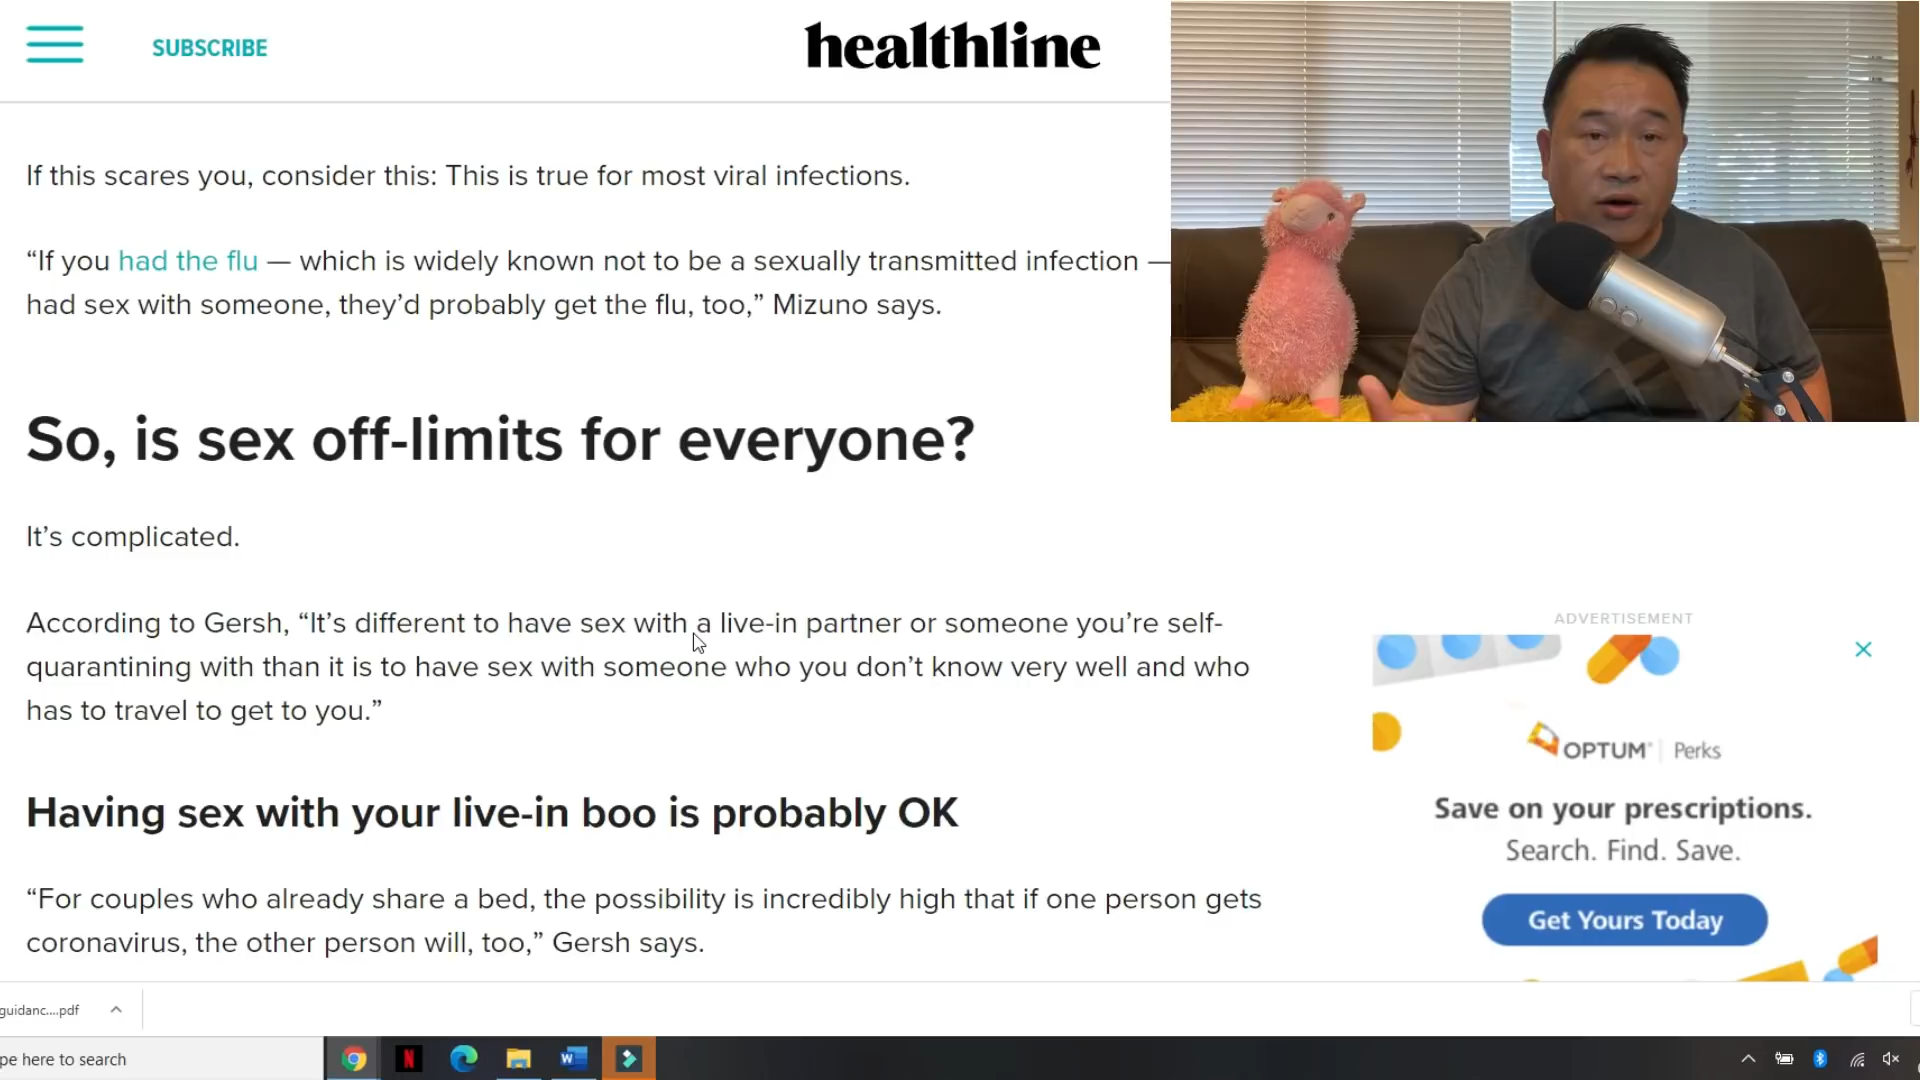 SUBSCRIBE
healthline
If this scares you, consider this: This is true for most viral infections.
“If you had the flu — which is widely known not to be a sexually transmitted infection —
had sex with someone, they’d probably get the flu, too,” Mizuno says.
So, is sex off-limits for everyone?
It’s complicated.
According to Gersh, “It’s different to have sex with a live-in partner or someone you’re self-
quarantining with than it is to have sex with someone who you don’t know very well and who
has to travel to get to you.”
Having sex with your live-in boo is probably OK
“For couples who already share a bed, the possibility is incredibly high that if one person gets
coronavirus, the other person will, too,” Gersh says.
ADVERTISEMENT
OPTUM | Perks
Save on your prescriptions.
Search. Find. Save.
Get Yours Today
guidanc....pdf
pe here to search
N
W